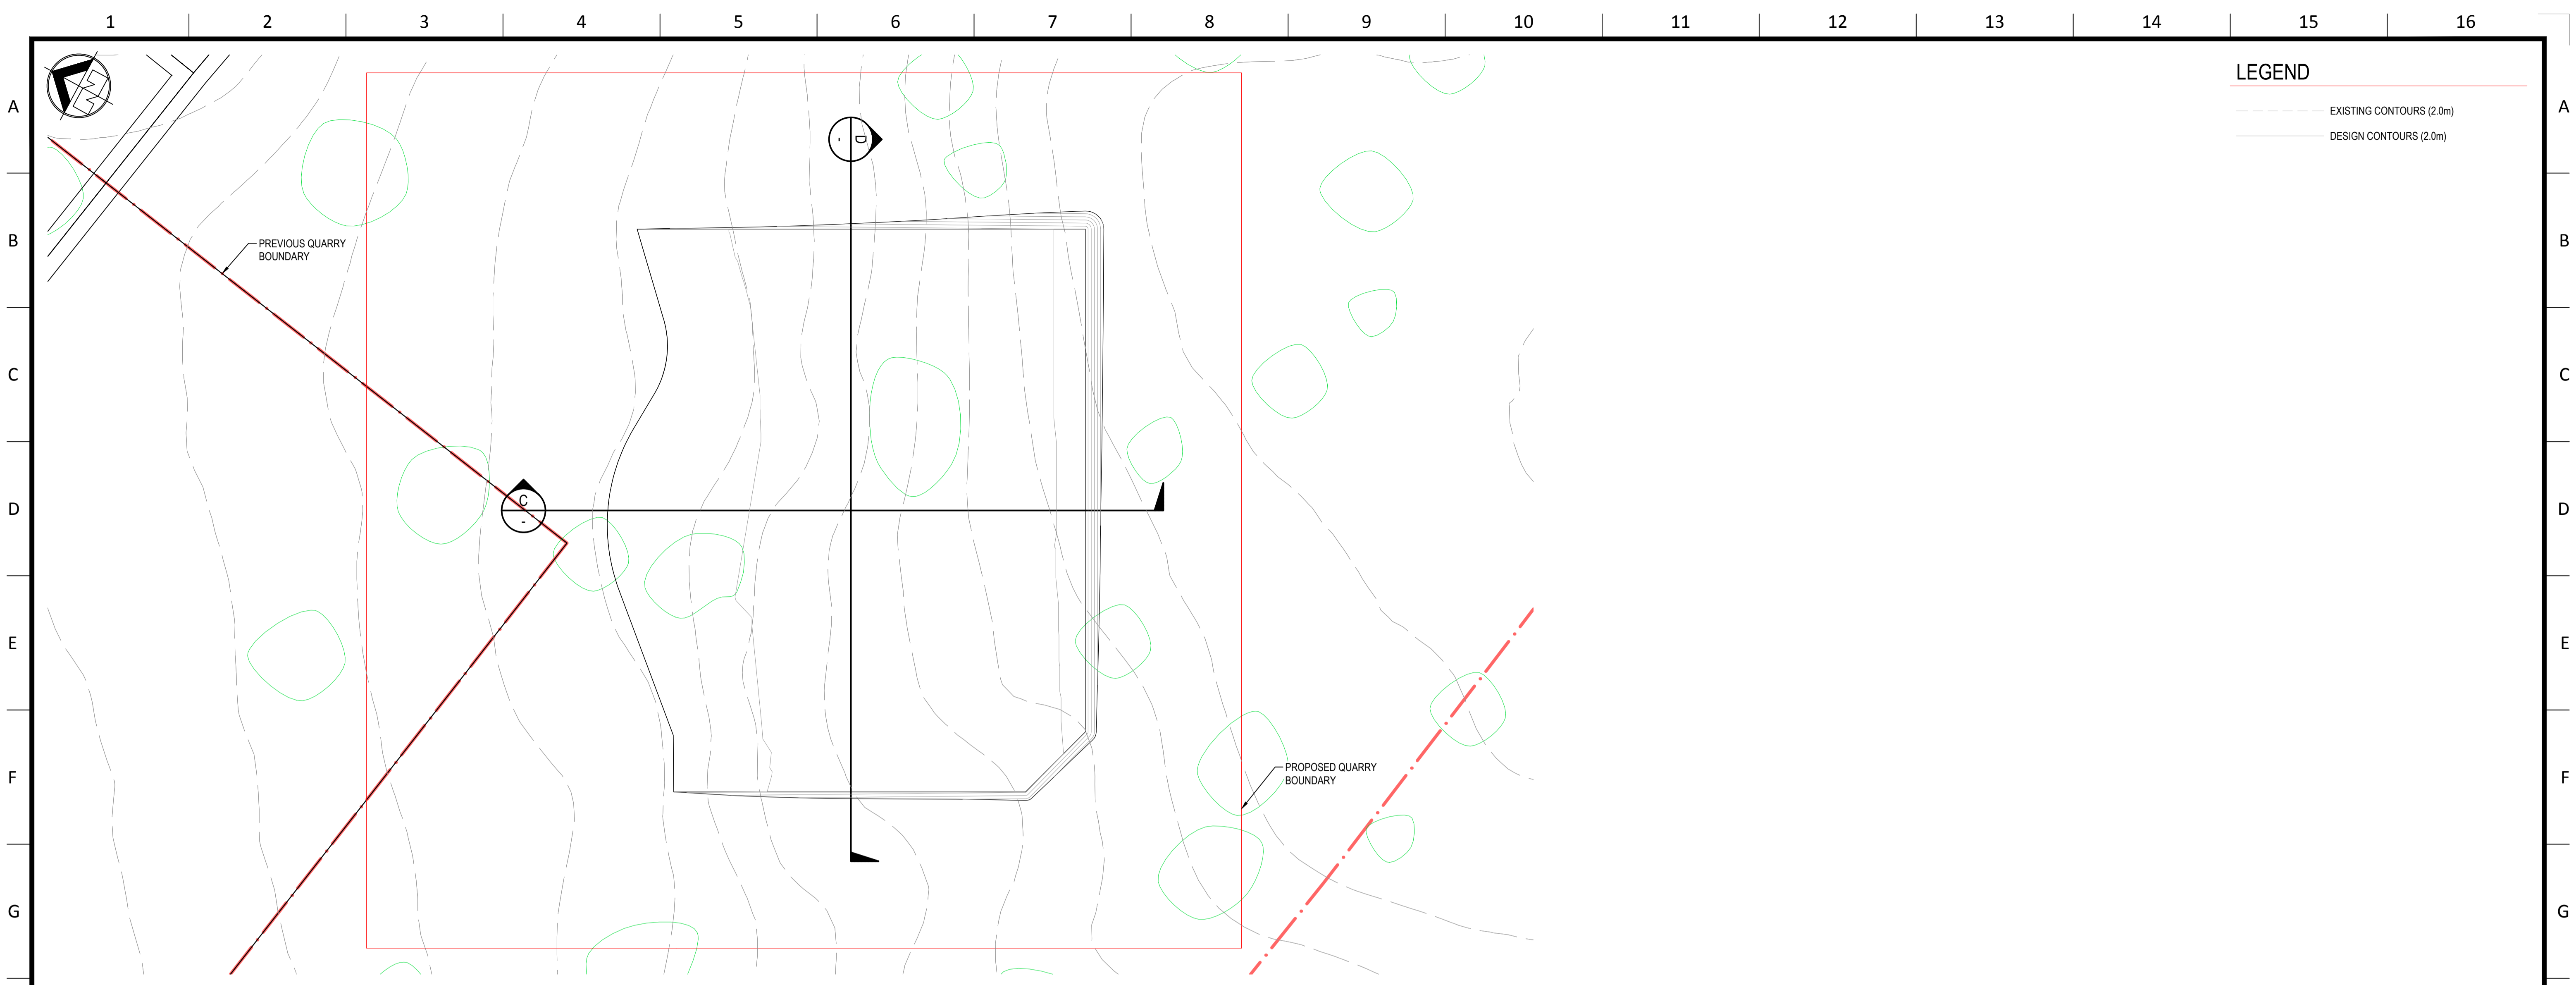 1 2 3 4 5 6 7 8 9 10 11 12 13 14 15 16
LEGEND
A A
EXISTING CONTOURS (2.0m)
DESIGN CONTOURS (2.0m)
D
-
B B
PREVIOUS QUARRY
BOUNDARY
C C
C
-
D D
E E
PROPOSED QUARRY
BOUNDARY
F F
G G